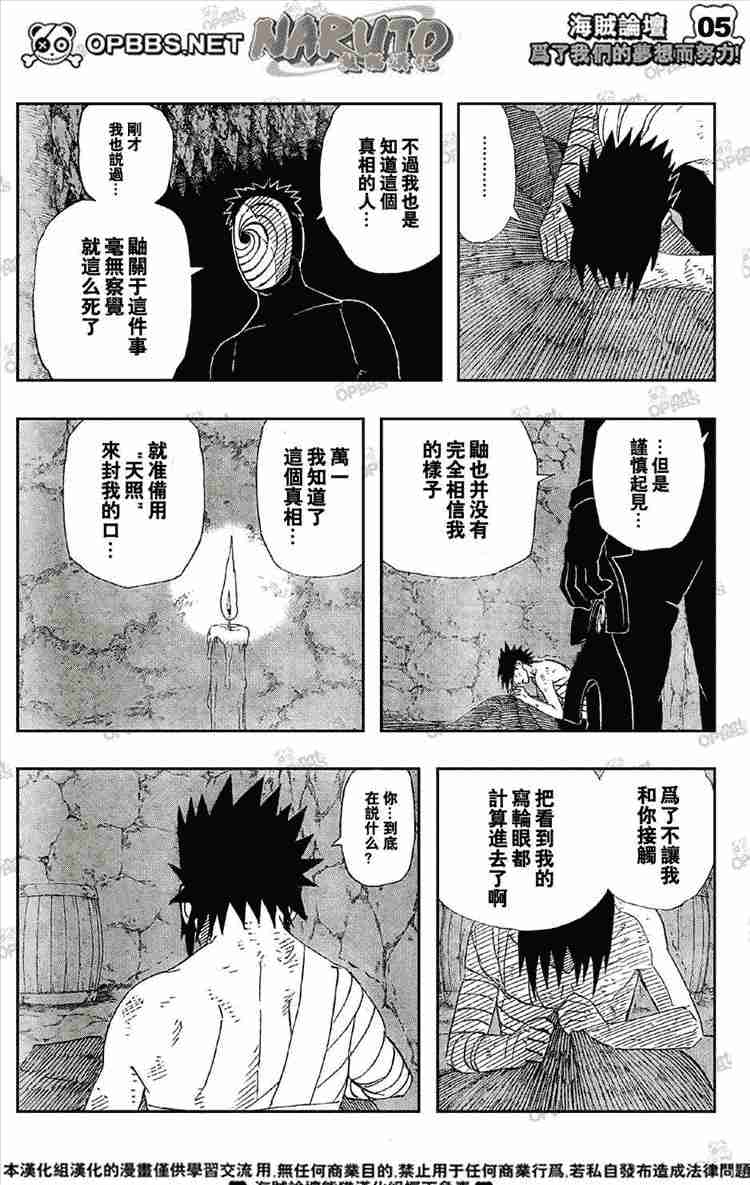 OPBBS.NET
NARUTO
海賊論壇
05
爲了我們的夢想而努力!
………
不過我也是
知道這個
真相的人…
剛才
我也説過…
鼬關于這件事
毫無察覺
就這么死了
…但是
謹慎起見…
鼬也并没有
完全相信我
的樣子
萬一
我知道了
這個真相…
就准備用
“天照”
來封我的口…
爲了不讓我
和你接觸
把看到我的
寫輪眼都
計算進去了啊
你…到底
在説什么?
本漢化組漢化的漫畫僅供學習交流用,無任何商業目的,禁止用于任何商業行爲,若私自發布造成法律問題